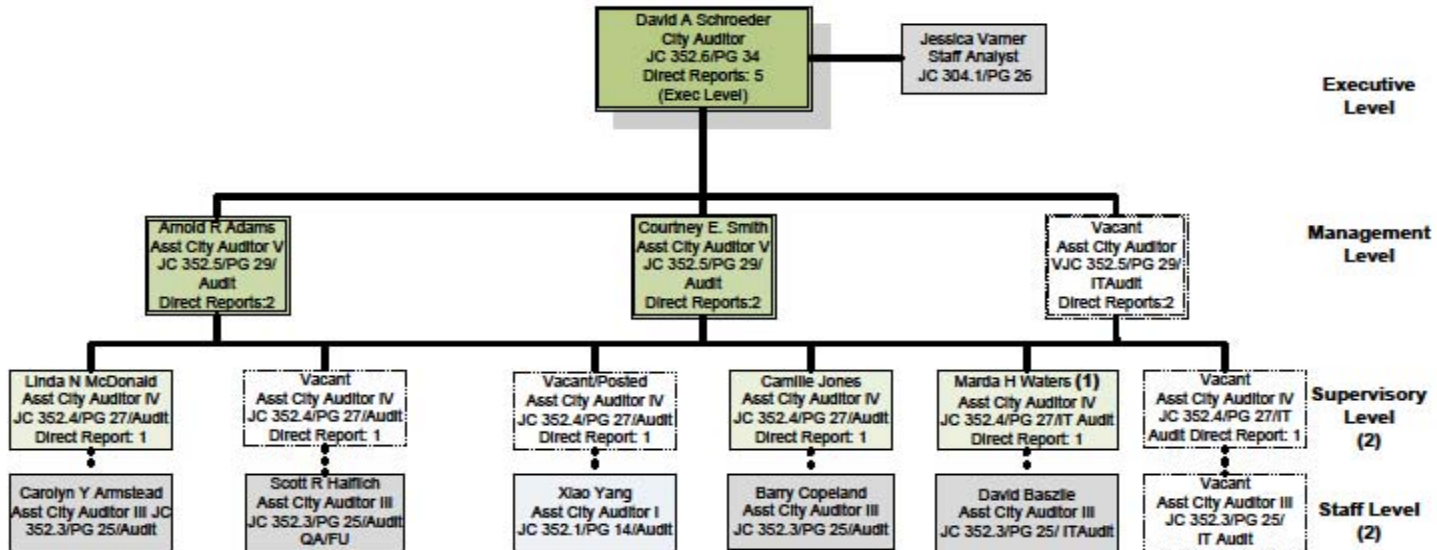 David A Schroeder
City Auditor
JC 352.6/PG 34
Direct Reports: 5
(Exec Level)
Jessica Varner
Staff Analyst
JC 304.1/PG 26
Executive
Level
Arnold R Adams
Asst City Auditor V
JC 352.5/PG 29/
Audit
Direct Reports:2
Courtney E. Smith
Asst City Auditor V
JC 352.5/PG 29/
Audit
Direct Reports:2
Vacant
Asst City Auditor
VJC 352.5/PG 29/
ITAudit
Direct Reports:2
Management
Level
Linda N McDonald
Asst City Auditor IV
JC 352.4/PG 27/Audit
Direct Report: 1
Vacant
Asst City Auditor IV
JC 352.4/PG 27/Audit
Direct Report: 1
Vacant/Posted
Asst City Auditor IV
JC 352.4/PG 27/Audit
Direct Report: 1
Camille Jones
Asst City Auditor IV
JC 352.4/PG 27/Audit
Direct Report: 1
Marda H Waters (1)
Asst City Auditor IV
JC 352.4/PG 27/IT Audit
Direct Report: 1
Vacant
Asst City Auditor IV
JC 352.4/PG 27/IT
Audit Direct Report: 1
Supervisory
Level
(2)
Carolyn Y Armstead
Asst City Auditor III JC
352.3/PG 25/Audit
Scott R Haiflich
Asst City Auditor III
JC 352.3/PG 25/Audit
QA/FU
Xiao Yang
Asst City Auditor I
JC 352.1/PG 14/Audit
Barry Copeland
Asst City Auditor III
JC 352.3/PG 25/Audit
David Baszile
Asst City Auditor III
JC 352.3/PG 25/ ITAudit
Vacant
Asst City Auditor III
JC 352.3/PG 25/
IT Audit
Staff Level
(2)